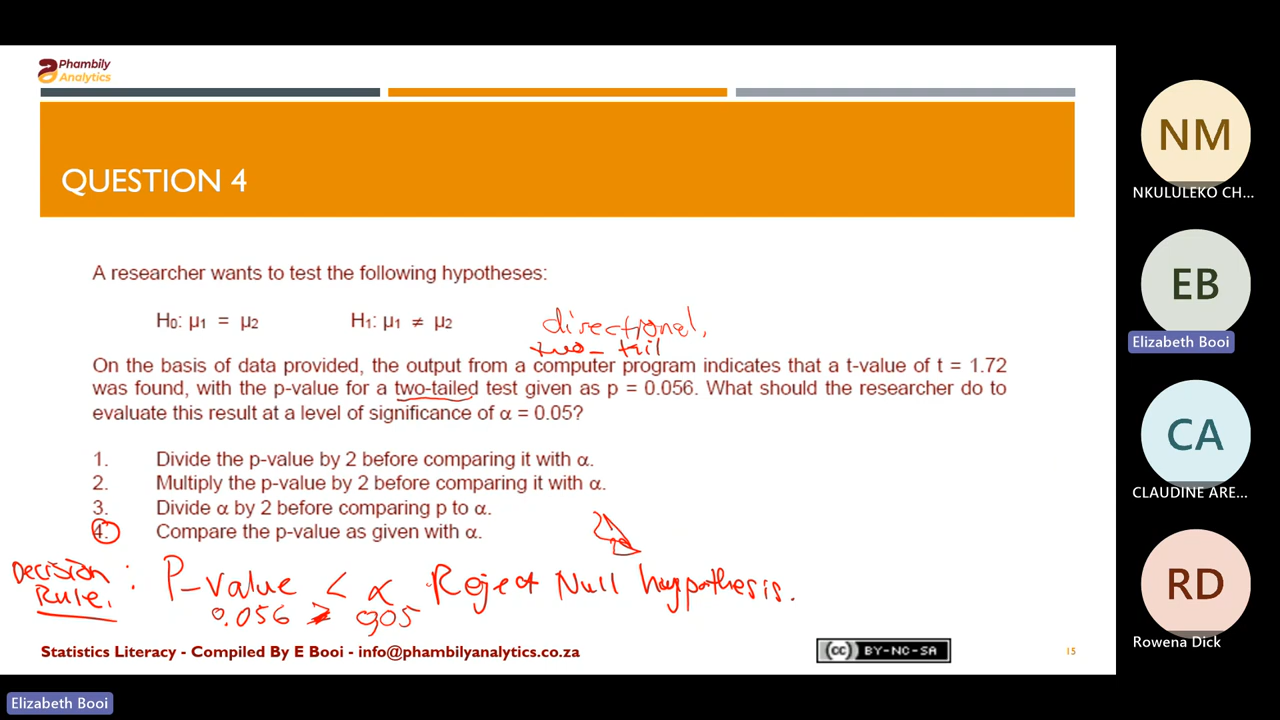 Phambily
Analytics
QUESTION 4
A researcher wants to test the following hypotheses:
H₀: µ₁ = µ₂ H₁: µ₁ ≠ µ₂
directional,
two-tail
On the basis of data provided, the output from a computer program indicates that a t-value of t = 1.72
was found, with the p-value for a two-tailed test given as p = 0.056. What should the researcher do to
evaluate this result at a level of significance of α = 0.05?
1. Divide the p-value by 2 before comparing it with α.
2. Multiply the p-value by 2 before comparing it with α.
3. Divide α by 2 before comparing p to α.
4. Compare the p-value as given with α.
Decision
Rule.
: P-value < α Reject Null hypothesis.
0.056 > 0,05
Statistics Literacy - Compiled By E Booi - info@phambilyanalytics.co.za
cc BY-NC-SA
15
NM
NKULULEKO CH...
EB
Elizabeth Booi
CA
CLAUDINE ARE...
RD
Rowena Dick
Elizabeth Booi